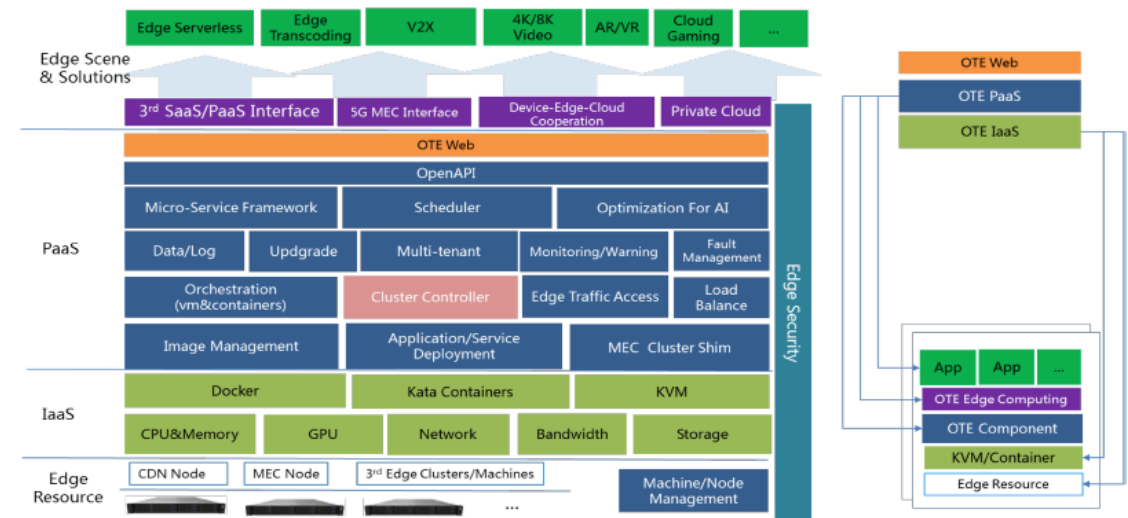 Edge Serverless
Edge
Transcoding
V2X
4K/8K
Video
AR/VR
Cloud
Gaming
...
Edge Scene
& Solutions
3rd SaaS/PaaS Interface
5G MEC Interface
Device-Edge-Cloud
Cooperation
Private Cloud
PaaS
OTE Web
OpenAPI
Micro-Service Framework
Scheduler
Optimization For AI
Data/Log
Updgrade
Multi-tenant
Monitoring/Warning
Fault
Management
Orchestration
(vm&containers)
Cluster Controller
Edge Traffic Access
Load
Balance
Image Management
Application/Service
Deployment
MEC Cluster Shim
IaaS
Docker
Kata Containers
KVM
CPU&Memory
GPU
Network
Bandwidth
Storage
Edge
Resource
CDN Node
MEC Node
3rd Edge Clusters/Machines
...
Machine/Node
Management
Edge Security
OTE Web
OTE PaaS
OTE IaaS
App
App
...
OTE Edge Computing
OTE Component
KVM/Container
Edge Resource